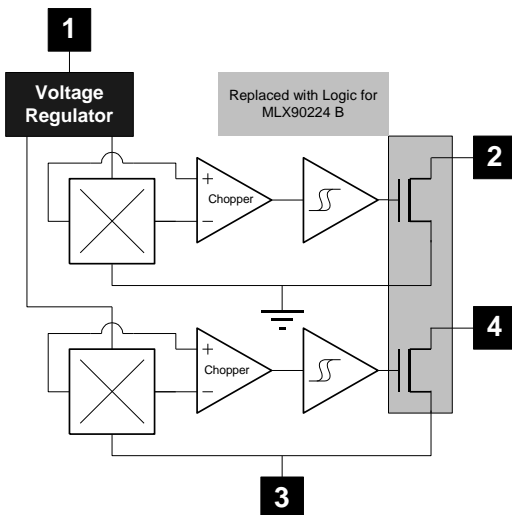 1
Voltage
Regulator
Replaced with Logic for
MLX90224 B
2
+
Chopper
−
4
+
Chopper
−
3